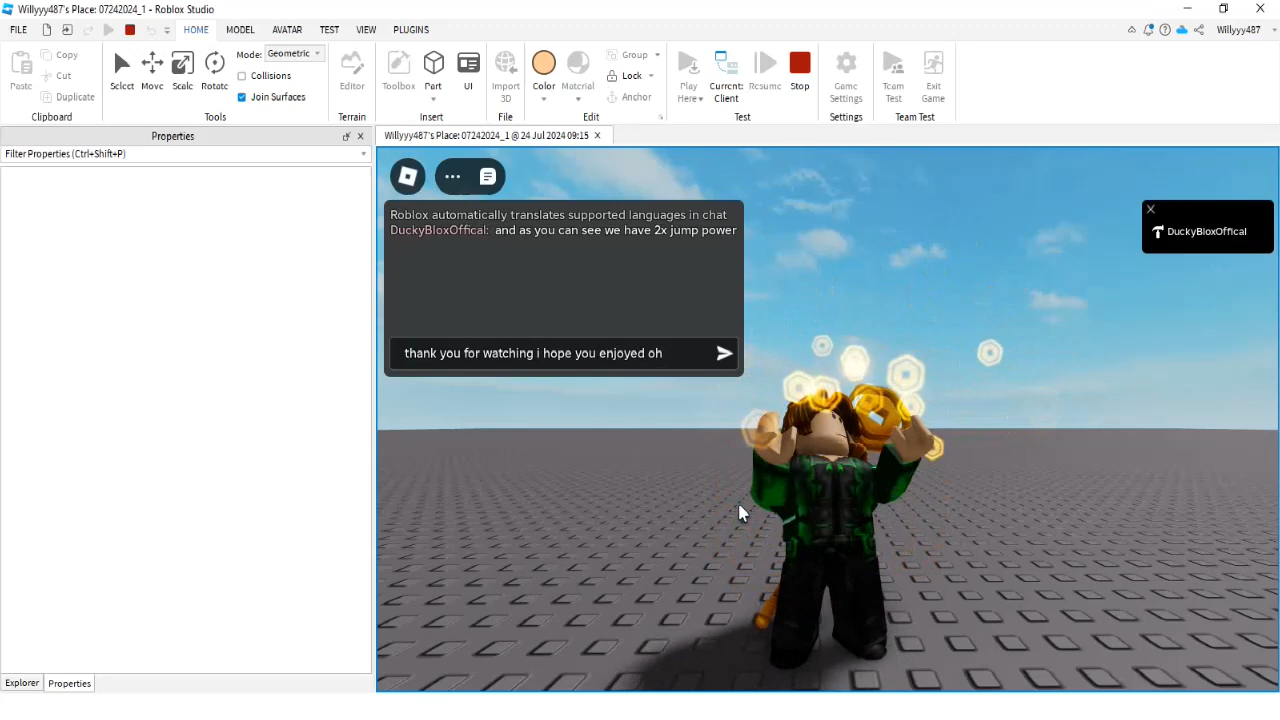 Willyyy487's Place: 07242024_1 - Roblox Studio
FILE HOME MODEL AVATAR TEST VIEW PLUGINS Willyyy487
Paste
Copy
Cut
Duplicate
Clipboard
Select Move Scale Rotate
Mode: Geometric
Collisions
Join Surfaces
Tools
Editor
Terrain
Toolbox Part UI
Insert
Import
3D
File
Color Material
Group
Lock
Anchor
Edit
Play
Here
Current:
Client
Resume
Stop
Test
Game
Settings
Settings
Team
Test
Exit
Game
Team Test
Properties
Willyyy487's Place: 07242024_1 @ 24 Jul 2024 09:15 X
Filter Properties (Ctrl+Shift+P)
Roblox automatically translates supported languages in chat
DuckyBloxOffical: and as you can see we have 2x jump power
thank you for watching i hope you enjoyed oh
X
DuckyBloxOffical
Explorer Properties